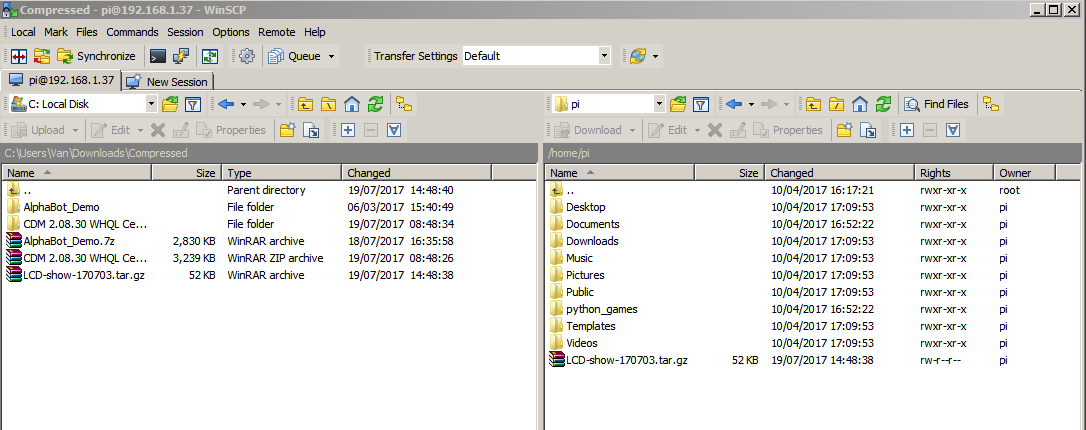 Compressed - pi@192.168.1.37 - WinSCP
Local Mark Files Commands Session Options Remote Help
Synchronize Queue Transfer Settings Default
pi@192.168.1.37 New Session
C: Local Disk pi Find Files
Upload Edit Properties Download Edit Properties
C:\Users\Van\Downloads\Compressed /home/pi
Name Size Type Changed Name Size Changed Rights Owner
.. Parent directory 19/07/2017 14:48:40 .. 10/04/2017 16:17:21 rwxr-xr-x root
AlphaBot_Demo File folder 06/03/2017 15:40:49 Desktop 10/04/2017 17:09:53 rwxr-xr-x pi
CDM 2.08.30 WHQL Ce... File folder 19/07/2017 08:48:34 Documents 10/04/2017 16:52:22 rwxr-xr-x pi
AlphaBot_Demo.7z 2,830 KB WinRAR archive 18/07/2017 16:35:58 Downloads 10/04/2017 17:09:53 rwxr-xr-x pi
CDM 2.08.30 WHQL Ce... 3,239 KB WinRAR ZIP archive 19/07/2017 08:48:26 Music 10/04/2017 17:09:53 rwxr-xr-x pi
LCD-show-170703.tar.gz 52 KB WinRAR archive 19/07/2017 14:48:38 Pictures 10/04/2017 17:09:53 rwxr-xr-x pi
Public 10/04/2017 17:09:53 rwxr-xr-x pi
python_games 10/04/2017 16:52:22 rwxr-xr-x pi
Templates 10/04/2017 17:09:53 rwxr-xr-x pi
Videos 10/04/2017 17:09:53 rwxr-xr-x pi
LCD-show-170703.tar.gz 52 KB 19/07/2017 14:48:38 rw-r--r-- pi